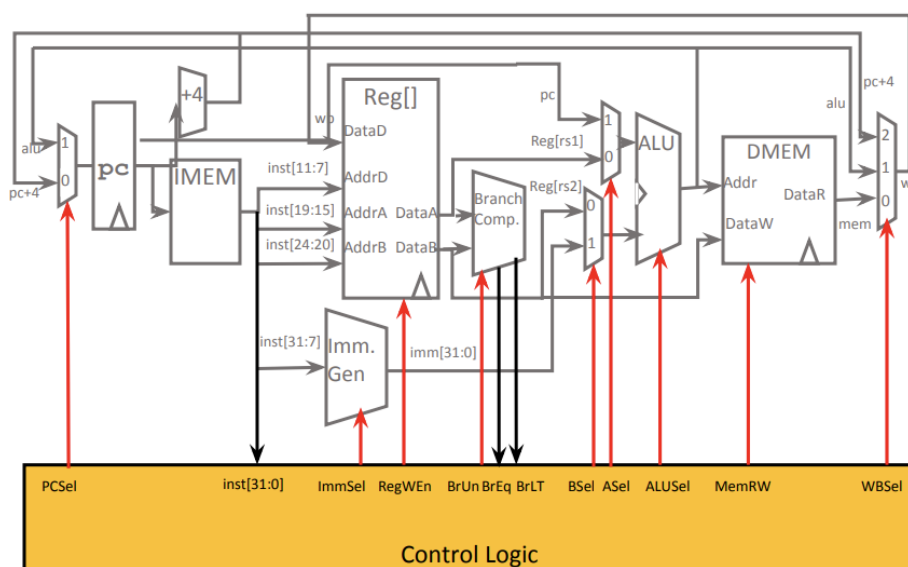 pc+4
alu
+4
Reg[]
pc
wb
DataD
1
2
alu
1
pc
IMEM
inst[11:7]
AddrD
Reg[rs1]
0
ALU
DMEM
1
pc+4
0
inst[19:15]
AddrA
DataA
Branch
Comp.
Reg[rs2]
0
Addr
DataR
0
w
inst[24:20]
AddrB
DataB
1
DataW
mem
inst[31:7]
Imm.
Gen
imm[31:0]
PCSel
inst[31:0]
ImmSel
RegWEn
BrUn
BrEq
BrLT
BSel
ASel
ALUSel
MemRW
WBSel
Control Logic